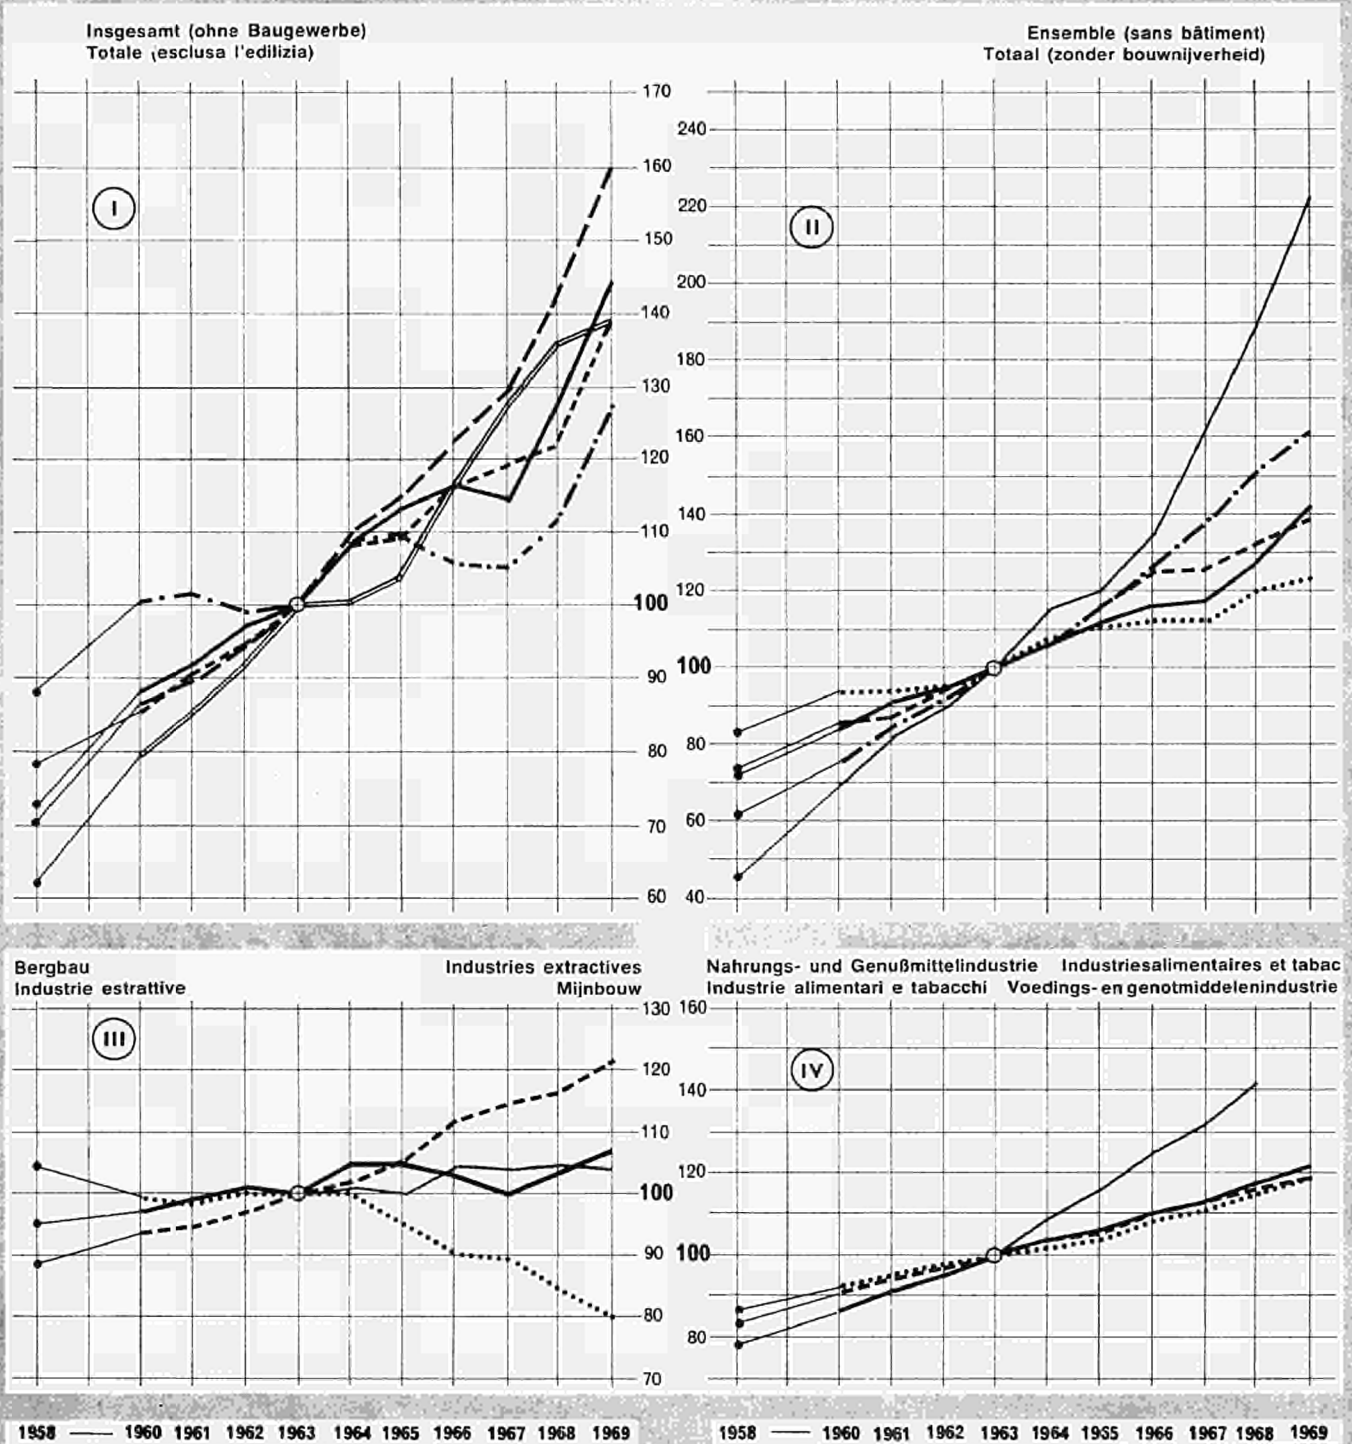 Insgesamt (ohne Baugewerbe)
Totale (esclusa l'edilizia)
Ensemble (sans bâtiment)
Totaal (zonder bouwnijverheid)
I
170
160
150
140
130
120
110
100
90
80
70
60
II
240
220
200
180
160
140
120
100
80
60
40
Bergbau
Industrie estrattive
Industries extractives
Mijnbouw
III
130
120
110
100
90
80
70
Nahrungs- und Genußmittelindustrie Industriesalimentaires et tabac
Industrie alimentari e tabacchi Voedings- en genotmiddelenindustrie
IV
160
140
120
100
80
1958 — 1960 1961 1962 1963 1964 1965 1966 1967 1968 1969
1958 — 1960 1961 1962 1963 1964 1955 1966 1967 1968 1969